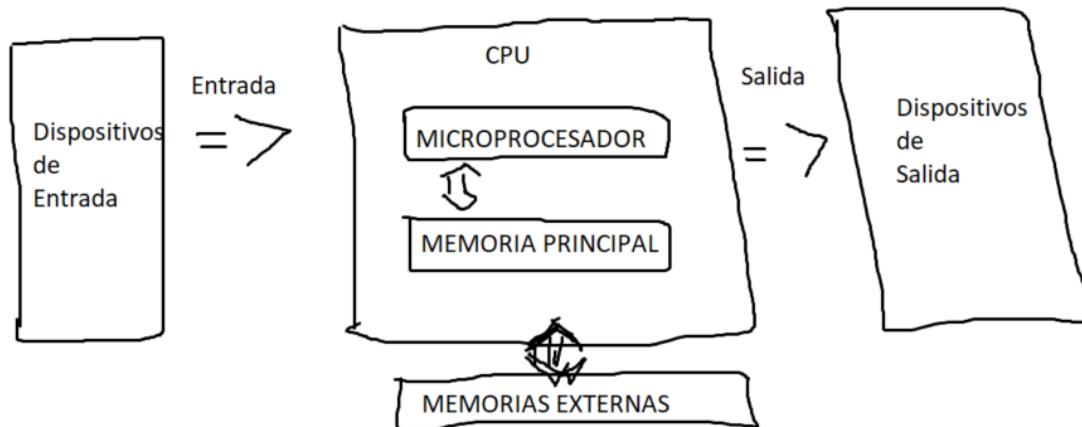 Dispositivos
de
Entrada
Entrada
CPU
MICROPROCESADOR
MEMORIA PRINCIPAL
MEMORIAS EXTERNAS
Salida
Dispositivos
de
Salida